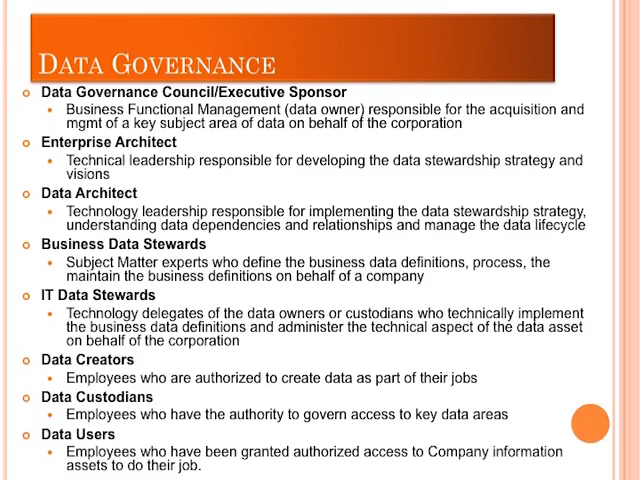 DATA GOVERNANCE
Data Governance Council/Executive Sponsor
Business Functional Management (data owner) responsible for the acquisition and
mgmt of a key subject area of data on behalf of the corporation
Enterprise Architect
Technical leadership responsible for developing the data stewardship strategy and
visions
Data Architect
Technology leadership responsible for implementing the data stewardship strategy,
understanding data dependencies and relationships and manage the data lifecycle
Business Data Stewards
Subject Matter experts who define the business data definitions, process, the
maintain the business definitions on behalf of a company
IT Data Stewards
Technology delegates of the data owners or custodians who technically implement
the business data definitions and administer the technical aspect of the data asset
on behalf of the corporation
Data Creators
Employees who are authorized to create data as part of their jobs
Data Custodians
Employees who have the authority to govern access to key data areas
Data Users
Employees who have been granted authorized access to Company information
assets to do their job.